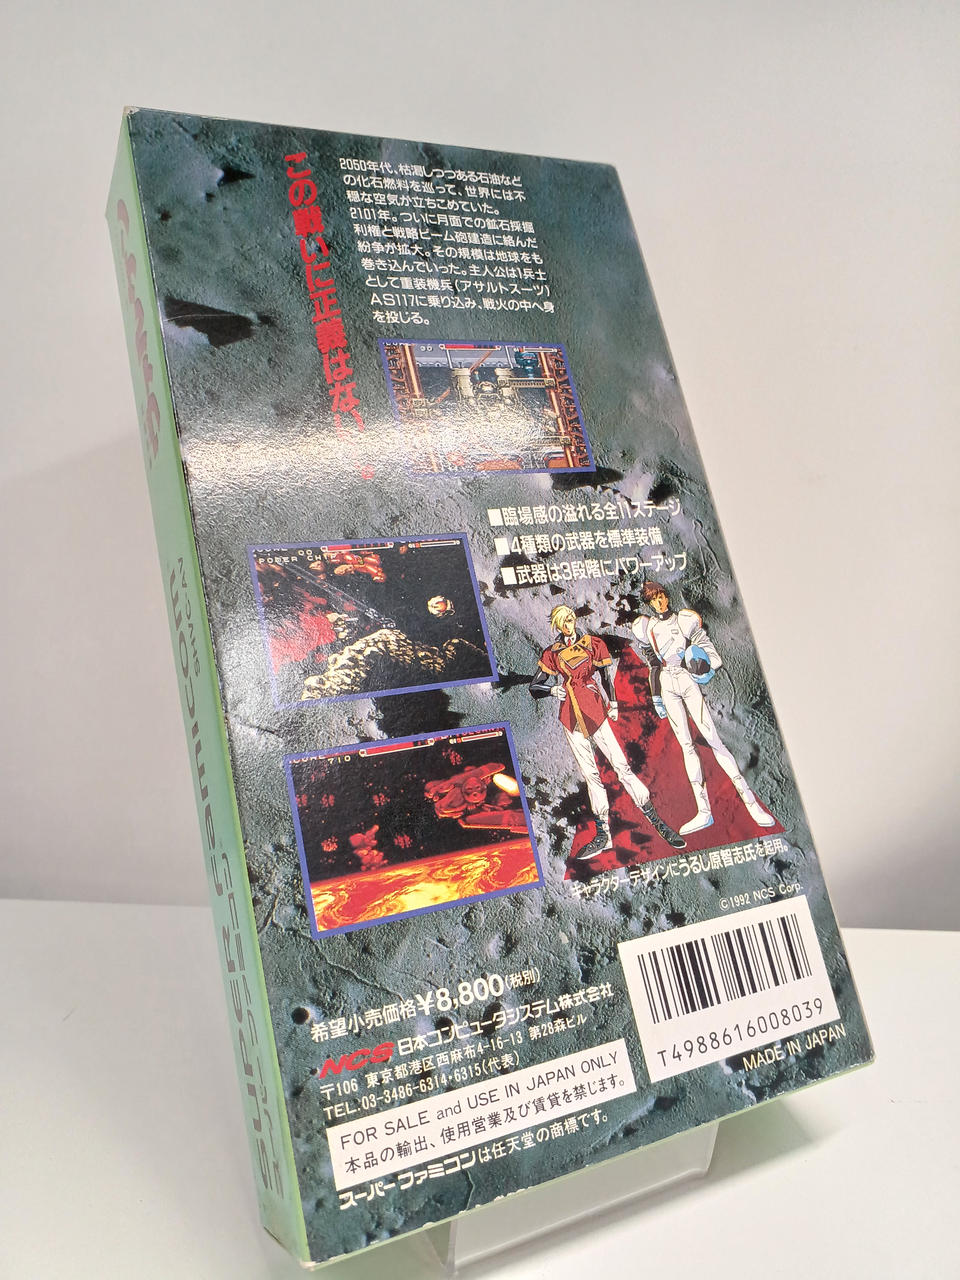 この戦いに正義はな
2050年代、枯渇しつつある石油など
の化石燃料を巡って、世界には不
穏な空気が立ちこめていた。
2101年。ついに月面での鉱石採掘
利権と戦略ビーム砲建造に絡んだ
紛争が拡大。その規模は地球をも
巻き込んでいった。主人公は1兵士
として重装機兵(アサルトスーツ)
AS117に乗り込み、戦火の中へ身
を投じる。
■臨場感の溢れる全11ステージ
■4種類の武器を標準装備
■武器は3段階にパワーアップ
POWER CHIP
710
キャラクターデザインにうるし原智志氏を起用。
©1992 NCS Corp.
希望小売価格¥8,800(税別)
NCS 日本コンピュータシステム株式会社
〒106 東京都港区西麻布4-16-13 第28森ビル
TEL.03-3486-6314・6315(代表)
FOR SALE and USE IN JAPAN ONLY
本品の輸出、使用営業及び賃貸を禁じます。
スーパーファミコンは任天堂の商標です。
T4988616008039
MADE IN JAPAN
SUPER Famicom
スーパーファミコン
SHVC-AV